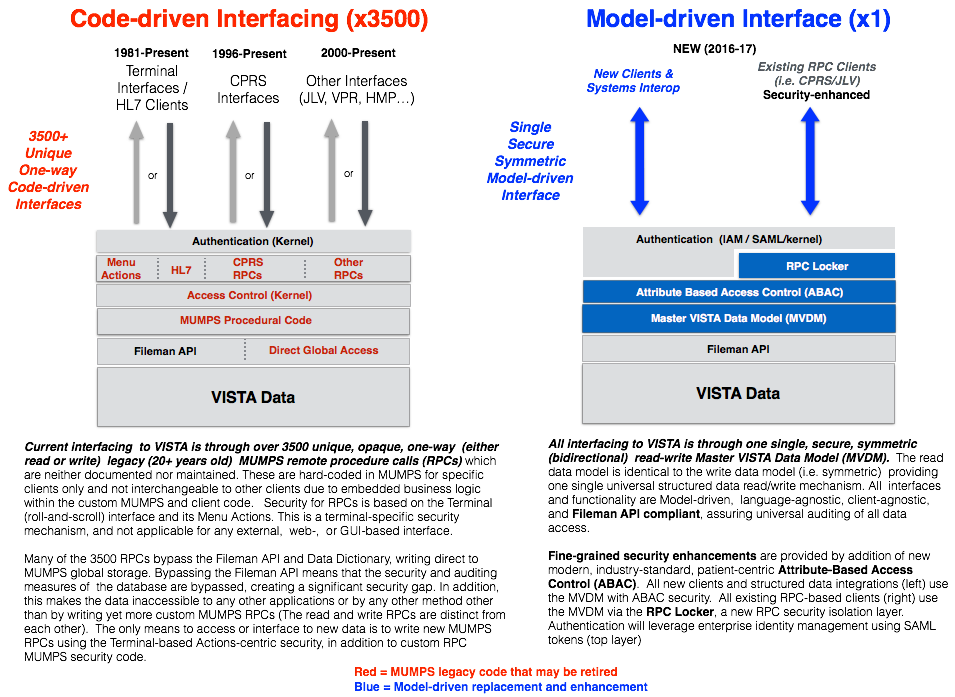 Code-driven Interfacing (x3500)
1981-Present
Terminal
Interfaces /
HL7 Clients
1996-Present
CPRS
Interfaces
2000-Present
Other Interfaces
(JLV, VPR, HMP…)
3500+
Unique
One-way
Code-driven
Interfaces
or
or
or
Authentication (Kernel)
Menu
Actions
HL7
CPRS
RPCs
Other
RPCs
Access Control (Kernel)
MUMPS Procedural Code
Fileman API
Direct Global Access
VISTA Data
Current interfacing to VISTA is through over 3500 unique, opaque, one-way (either
read or write) legacy (20+ years old) MUMPS remote procedure calls (RPCs) which
are neither documented nor maintained. These are hard-coded in MUMPS for specific
clients only and not interchangeable to other clients due to embedded business logic
within the custom MUMPS and client code. Security for RPCs is based on the Terminal
(roll-and-scroll) interface and its Menu Actions. This is a terminal-specific security
mechanism, and not applicable for any external, web-, or GUI-based interface.
Many of the 3500 RPCs bypass the Fileman API and Data Dictionary, writing direct to
MUMPS global storage. Bypassing the Fileman API means that the security and auditing
measures of the database are bypassed, creating a significant security gap. In addition,
this makes the data inaccessible to any other applications or by any other method other
than by writing yet more custom MUMPS RPCs (The read and write RPCs are distinct from
each other). The only means to access or interface to new data is to write new MUMPS
RPCs using the Terminal-based Actions-centric security, in addition to custom RPC
MUMPS security code.
Model-driven Interface (x1)
NEW (2016-17)
New Clients &
Systems Interop
Existing RPC Clients
(i.e. CPRS/JLV)
Security-enhanced
Single
Secure
Symmetric
Model-driven
Interface
Authentication (IAM / SAML/kernel)
RPC Locker
Attribute Based Access Control (ABAC)
Master VISTA Data Model (MVDM)
Fileman API
VISTA Data
All interfacing to VISTA is through one single, secure, symmetric
(bidirectional) read-write Master VISTA Data Model (MVDM). The read
data model is identical to the write data model (i.e. symmetric) providing
one single universal structured data read/write mechanism. All interfaces
and functionality are Model-driven, language-agnostic, client-agnostic,
and Fileman API compliant, assuring universal auditing of all data
access.
Fine-grained security enhancements are provided by addition of new
modern, industry-standard, patient-centric Attribute-Based Access
Control (ABAC). All new clients and structured data integrations (left) use
the MVDM with ABAC security. All existing RPC-based clients (right) use
the MVDM via the RPC Locker, a new RPC security isolation layer.
Authentication will leverage enterprise identity management using SAML
tokens (top layer)
Red = MUMPS legacy code that may be retired
Blue = Model-driven replacement and enhancement